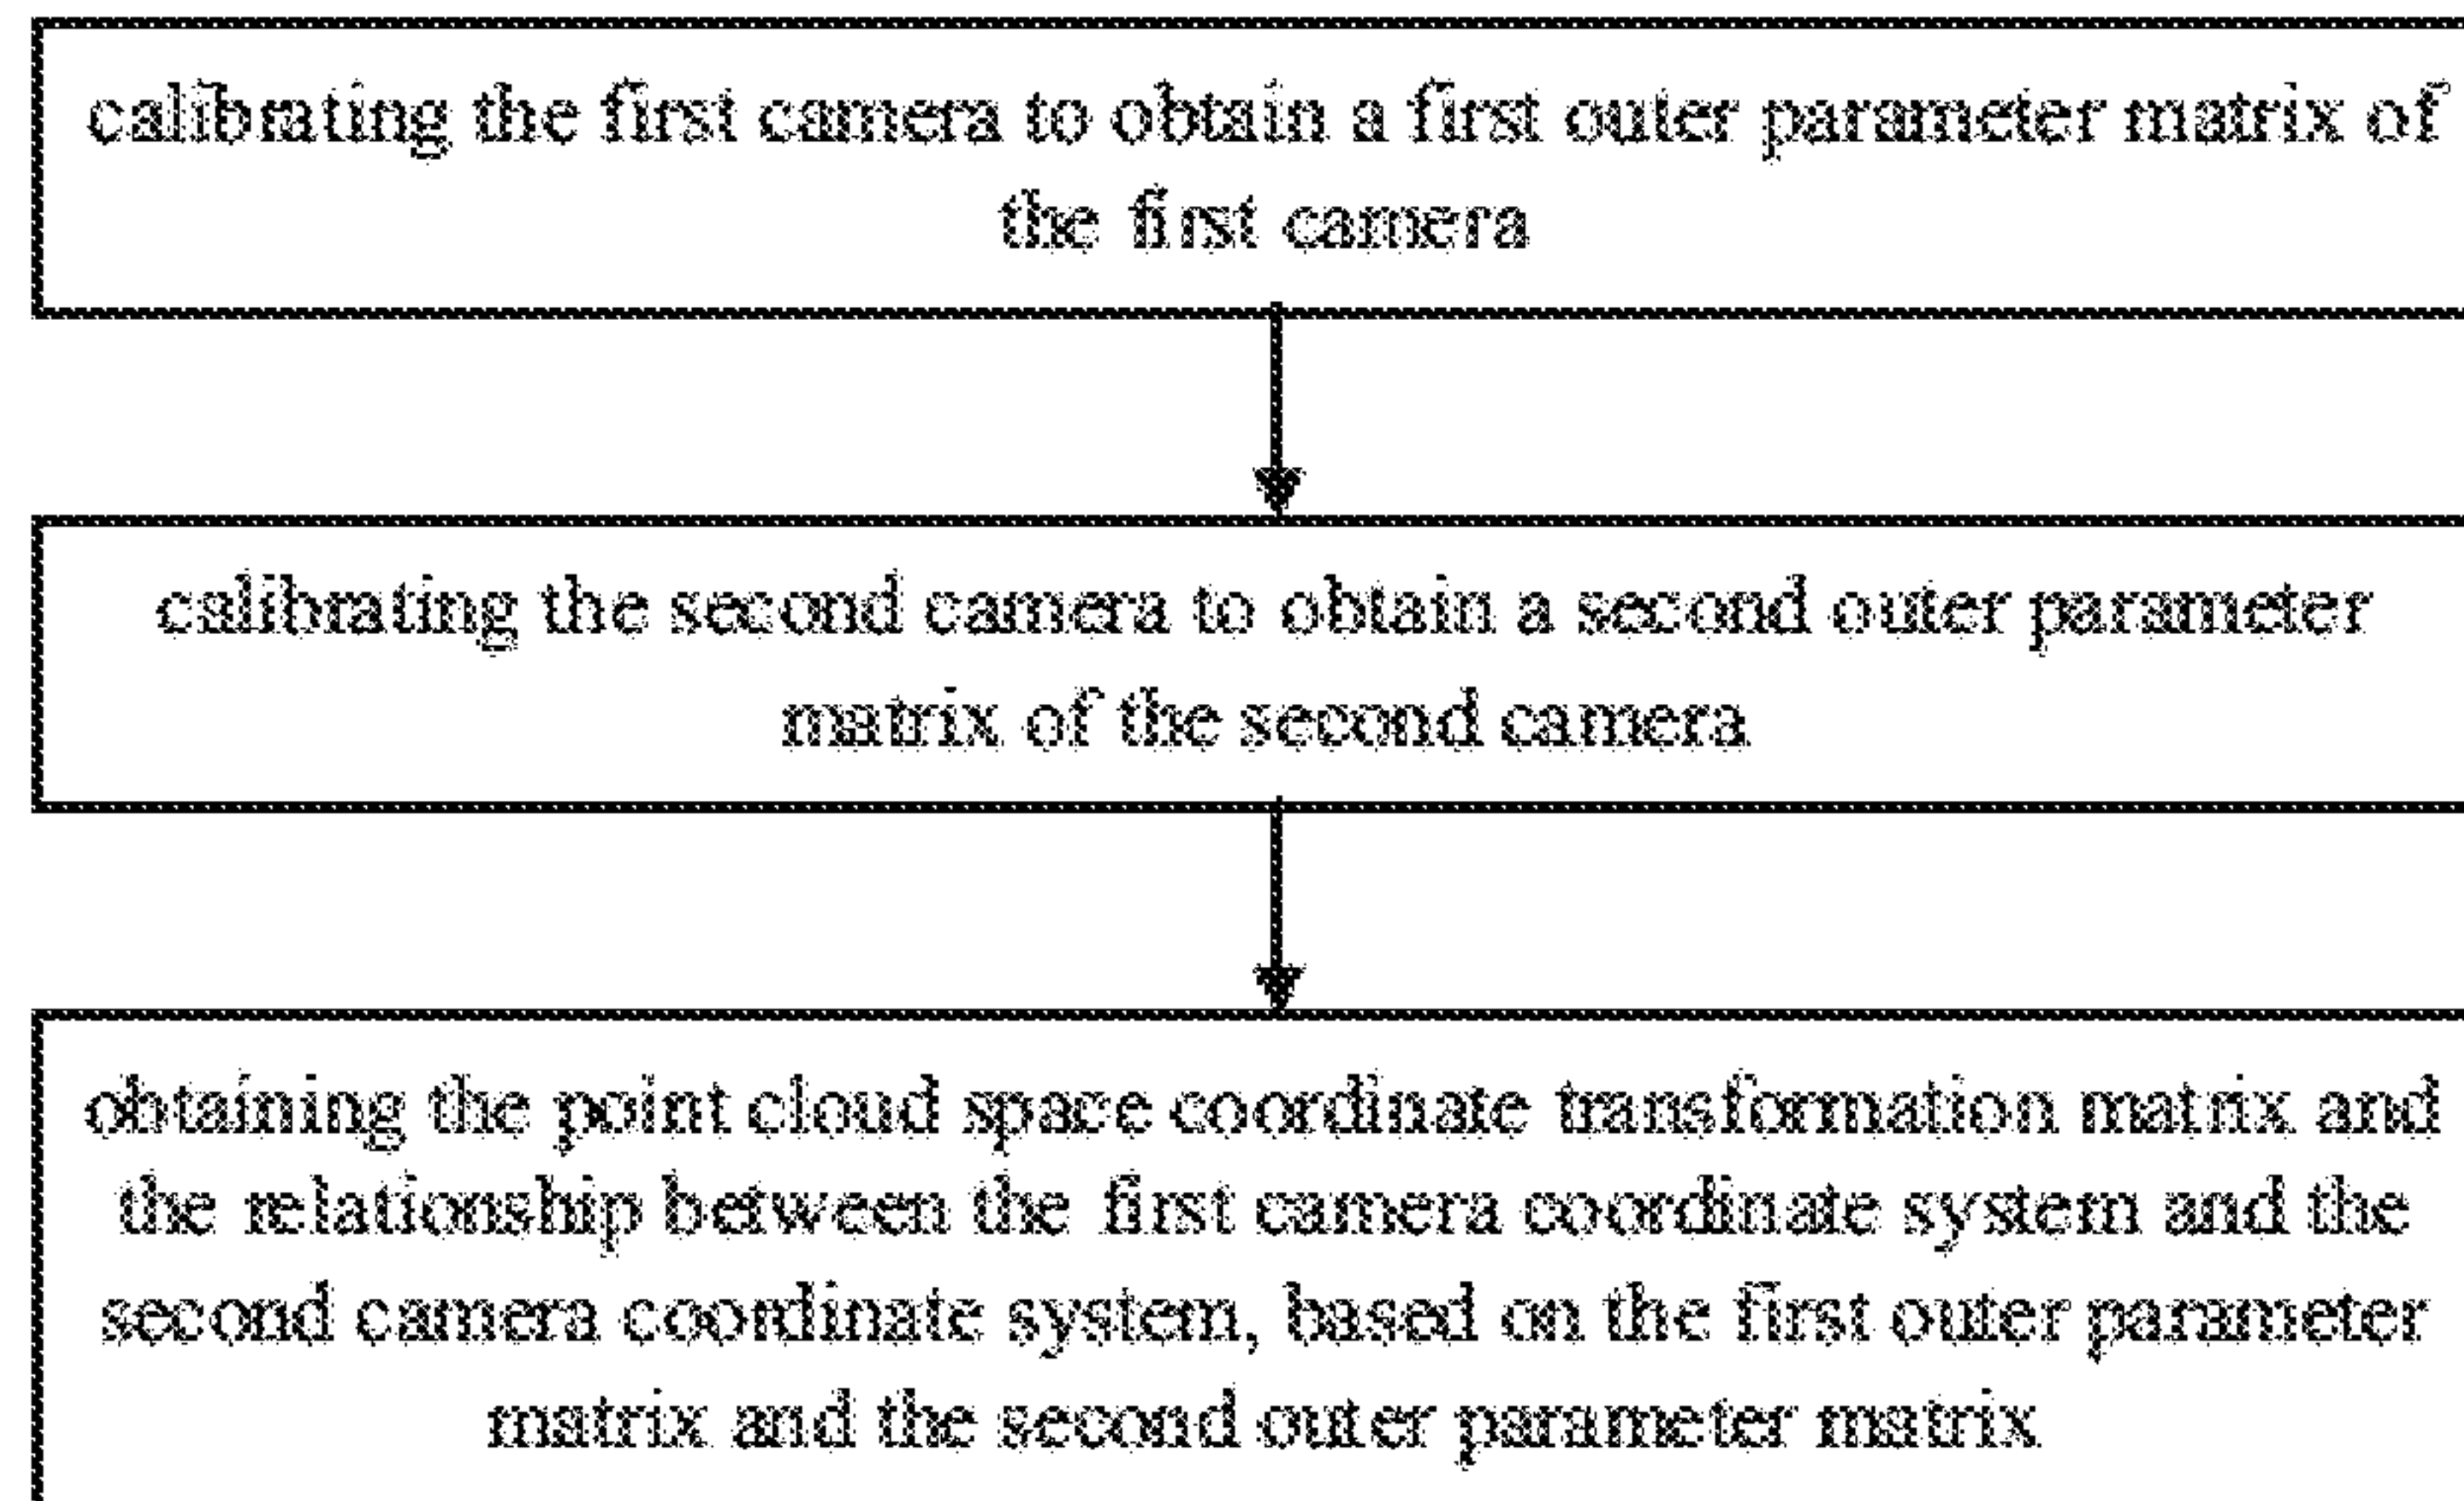 calibrating the first camera to obtain a first outer parameter matrix of
the first camera
calibrating the second camera to obtain a second outer parameter
matrix of the second camera
obtaining the point cloud space coordinate transformation matrix and
the relationship between the first camera coordinate system and the
second camera coordinate system, based on the first outer parameter
matrix and the second outer parameter matrix